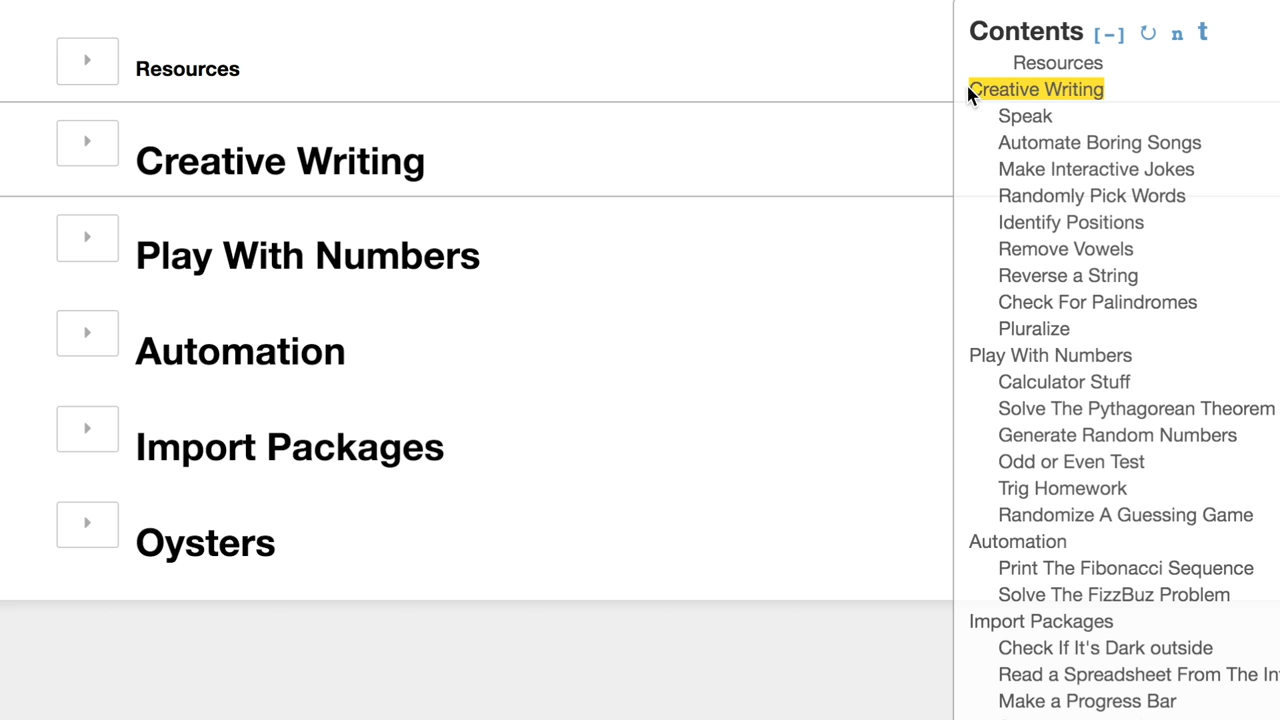 Resources
Creative Writing
Play With Numbers
Automation
Import Packages
Oysters
Contents [-] n t
Resources
Creative Writing
Speak
Automate Boring Songs
Make Interactive Jokes
Randomly Pick Words
Identify Positions
Remove Vowels
Reverse a String
Check For Palindromes
Pluralize
Play With Numbers
Calculator Stuff
Solve The Pythagorean Theorem
Generate Random Numbers
Odd or Even Test
Trig Homework
Randomize A Guessing Game
Automation
Print The Fibonacci Sequence
Solve The FizzBuz Problem
Import Packages
Check If It's Dark outside
Read a Spreadsheet From The
Make a Progress Bar